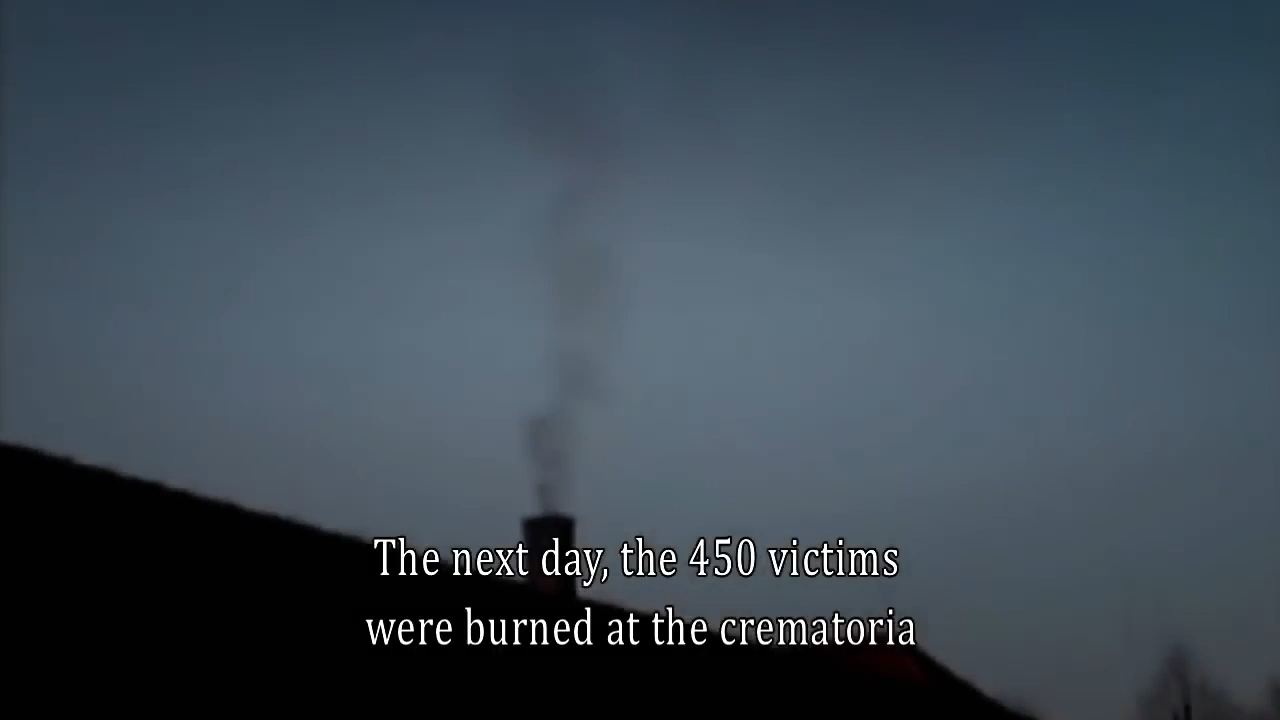 The next day, the 450 victims
were burned at the crematoria